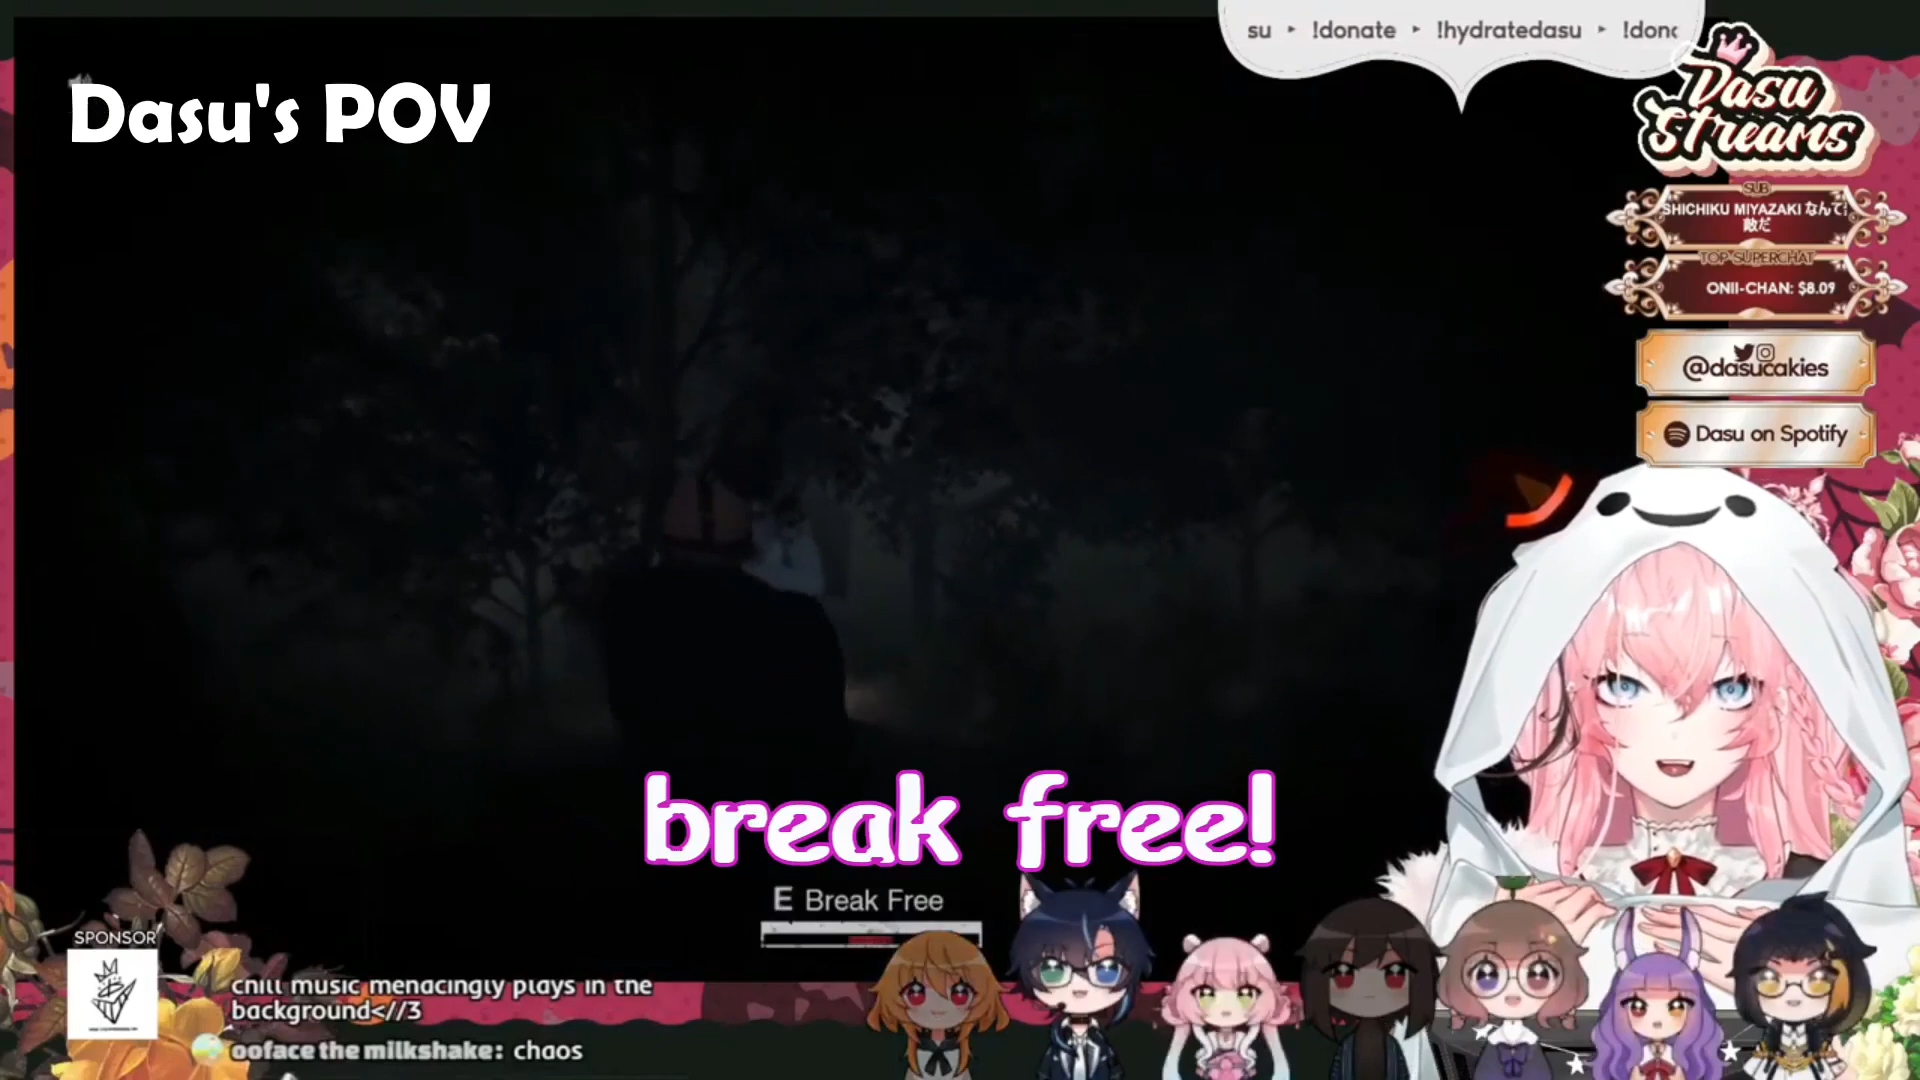 su ‣ !donate ‣ !hydratedasu ‣ !donc
Dasu's POV
Dasu
Streams
SUB
SHICHIKU MIYAZAKI なんて
敵だ
TOP SUPERCHAT
ONII-CHAN: $8.09
@dasucakies
Dasu on Spotify
break free!
E Break Free
SPONSOR
chill music menacingly plays in the
background<//3
ooface the milkshake: chaos